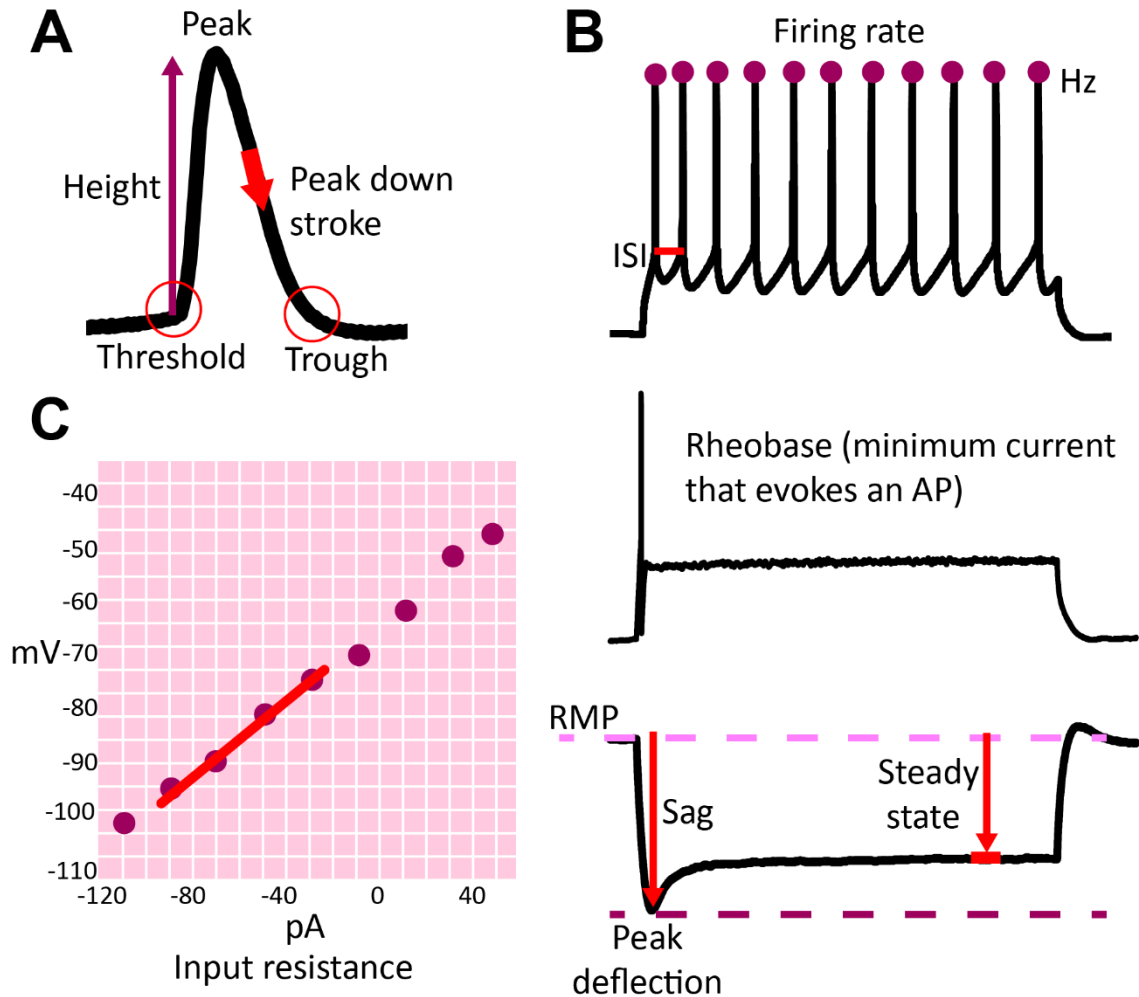 A
Peak
Height
Peak down
stroke
Threshold
Trough
B
Firing rate
Hz
ISI
Rheobase (minimum current
that evokes an AP)
RMP
Sag
Steady
state
Peak
deflection
C
-40
-50
-60
mV
-70
-80
-90
-100
-110
-120
-80
-40
0
40
pA
Input resistance